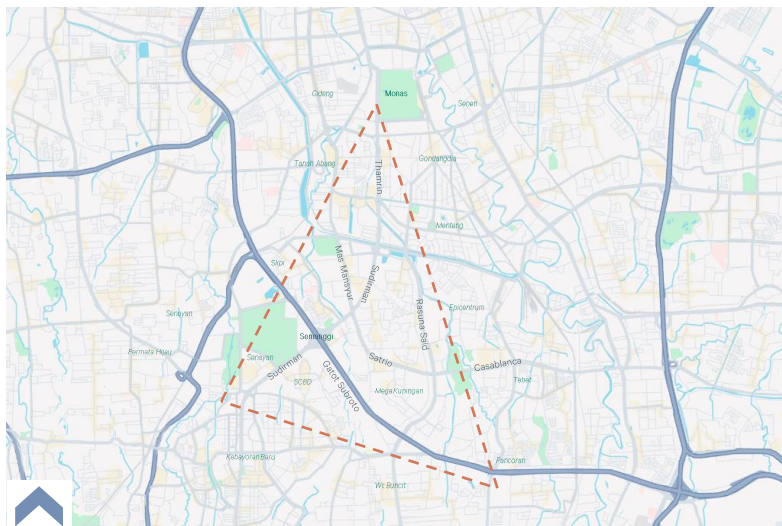 Monas
Cideng
Senen
Gondangdia
Tanah Abang
Thamrin
Menteng
Slipi
Mas Mansyur
Sudirman
Rasuna Said
Epicentrum
Senayan
Semanggi
Permata Hijau
Senayan
Sudirman
Satrio
Casablanca
SCBD
Gatot Subroto
Mega Kuningan
Tebet
Kebayoran Baru
Pancoran
Wr. Buncit